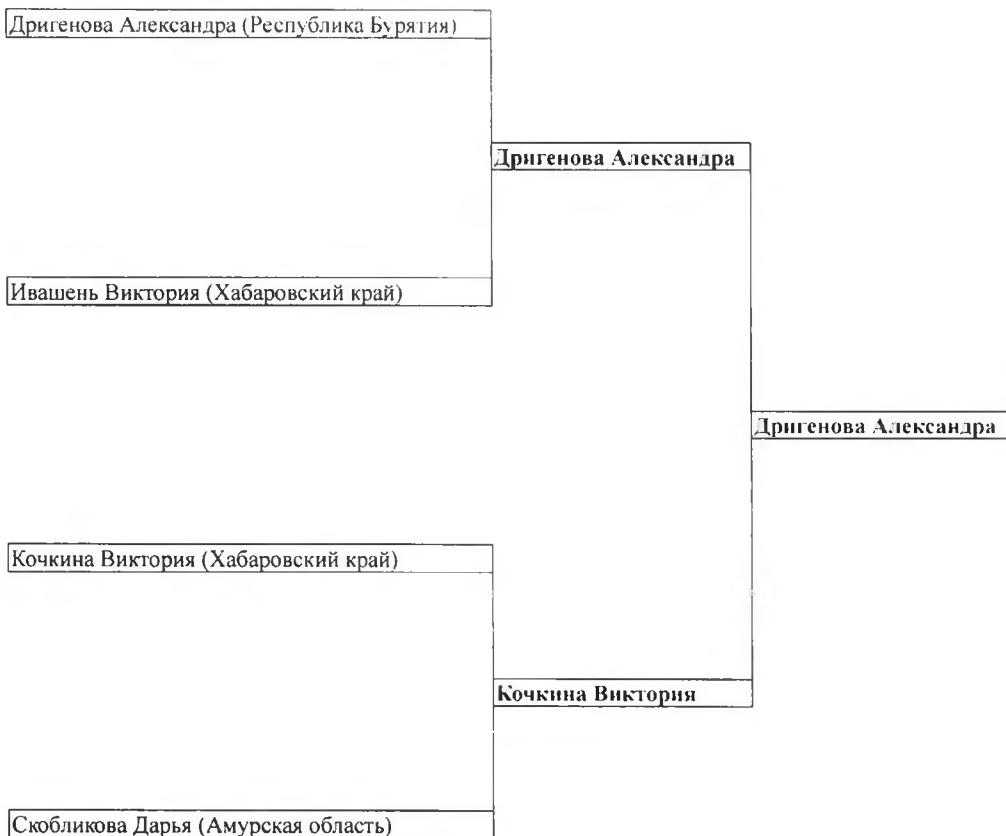 Дригенова Александра (Республика Бурятия)
Дригенова Александра
Ивашень Виктория (Хабаровский край)
Дригенова Александра
Кочкина Виктория (Хабаровский край)
Кочкина Виктория
Скобликова Дарья (Амурская область)